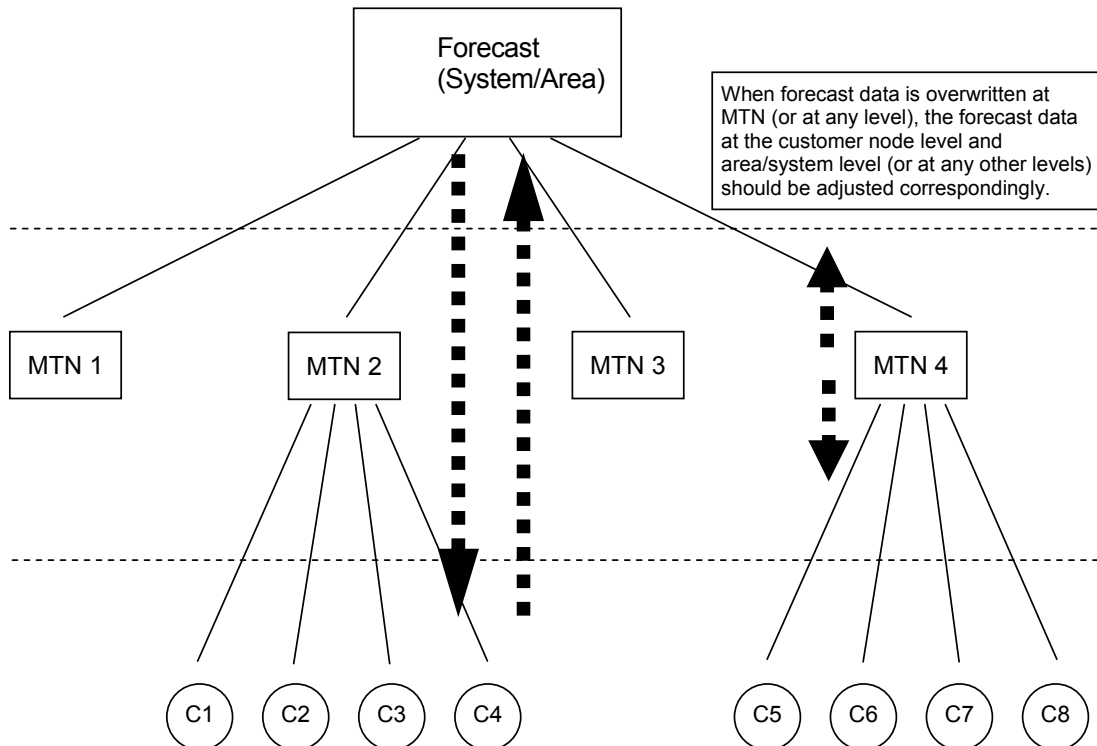 Forecast
(System/Area)
When forecast data is overwritten at
MTN (or at any level), the forecast data
at the customer node level and
area/system level (or at any other levels)
should be adjusted correspondingly.
MTN 1
MTN 2
MTN 3
MTN 4
C1
C2
C3
C4
C5
C6
C7
C8